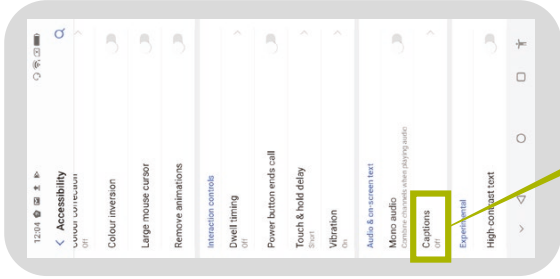 12:04
Accessibility
Colour correction
Off
Colour inversion
Large mouse cursor
Remove animations
Interaction controls
Dwell timing
Off
Power button ends call
Touch & hold delay
Short
Vibration
On
Audio & on-screen text
Mono audio
Combine channels when playing audio
Captions
Off
Experimental
High-contrast text